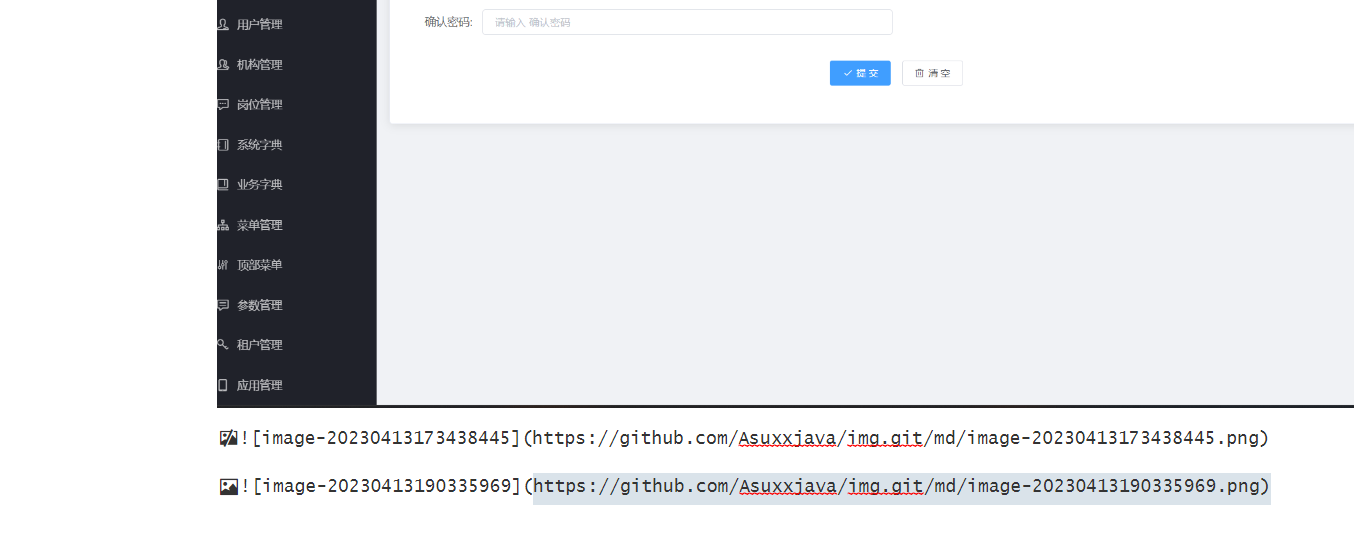 用户管理
确认密码: 请输入 确认密码
机构管理
提 交 清 空
岗位管理
系统字典
业务字典
菜单管理
顶部菜单
参数管理
租户管理
应用管理
![image-20230413173438445](https://github.com/Asuxxjava/img.git/md/image-20230413173438445.png)
![image-20230413190335969](https://github.com/Asuxxjava/img.git/md/image-20230413190335969.png)